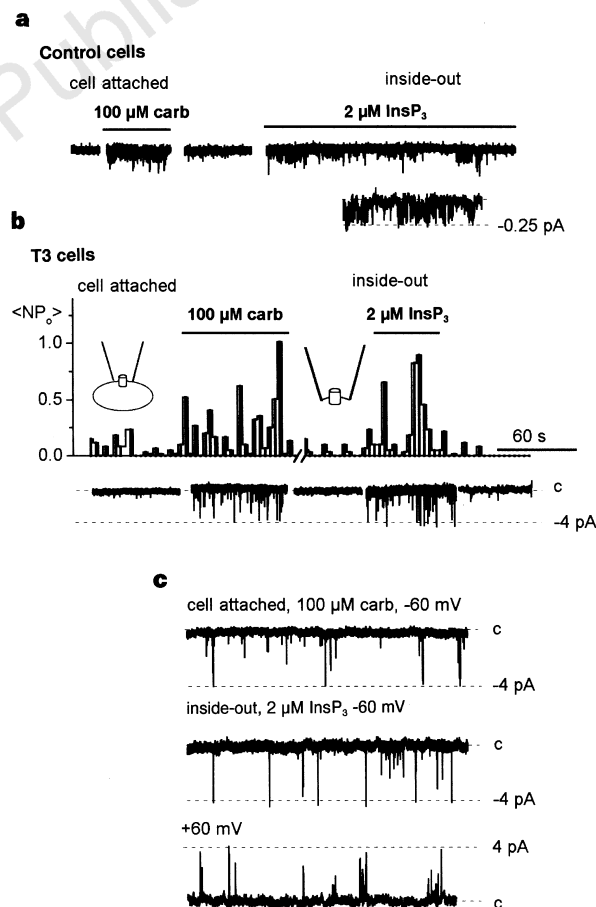 a
Control cells
cell attached
inside-out
100 µM carb
2 µM InsP₃
-0.25 pA
b
T3 cells
cell attached
inside-out
<NPₒ>
100 µM carb
2 µM InsP₃
1.0
0.5
0.0
60 s
c
-4 pA
c
cell attached, 100 µM carb, -60 mV
c
-4 pA
inside-out, 2 µM InsP₃ -60 mV
c
-4 pA
+60 mV
4 pA
c